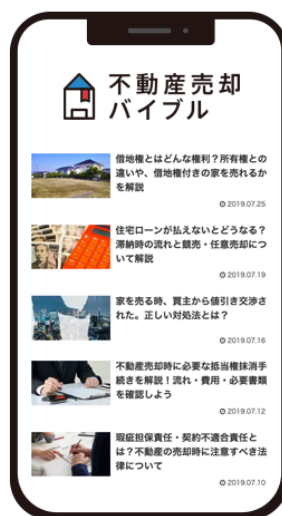 不動産売却
バイブル
借地権とはどんな権利?所有権との
違いや、借地権付きの家を売れるか
を解説
2019.07.25
住宅ローンが払えないとどうなる?
滞納時の流れと競売・任意売却につ
いて解説
2019.07.19
家を売る時、買主から値引き交渉さ
れた。正しい対処法とは?
2019.07.16
不動産売却時に必要な抵当権抹消手
続きを解説!流れ・費用・必要書類
を確認しよう
2019.07.12
瑕疵担保責任・契約不適合責任と
は?不動産の売却時に注意すべき法
律について
2019.07.10